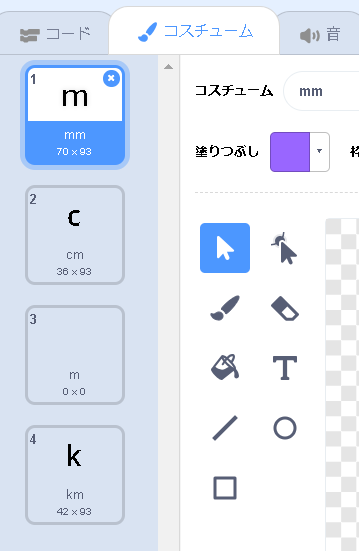 コード
コスチューム
音
1
m
mm
70 x 93
2
c
cm
36 x 93
3
m
0 x 0
4
k
km
42 x 93
コスチューム
mm
塗りつぶし
枠
T